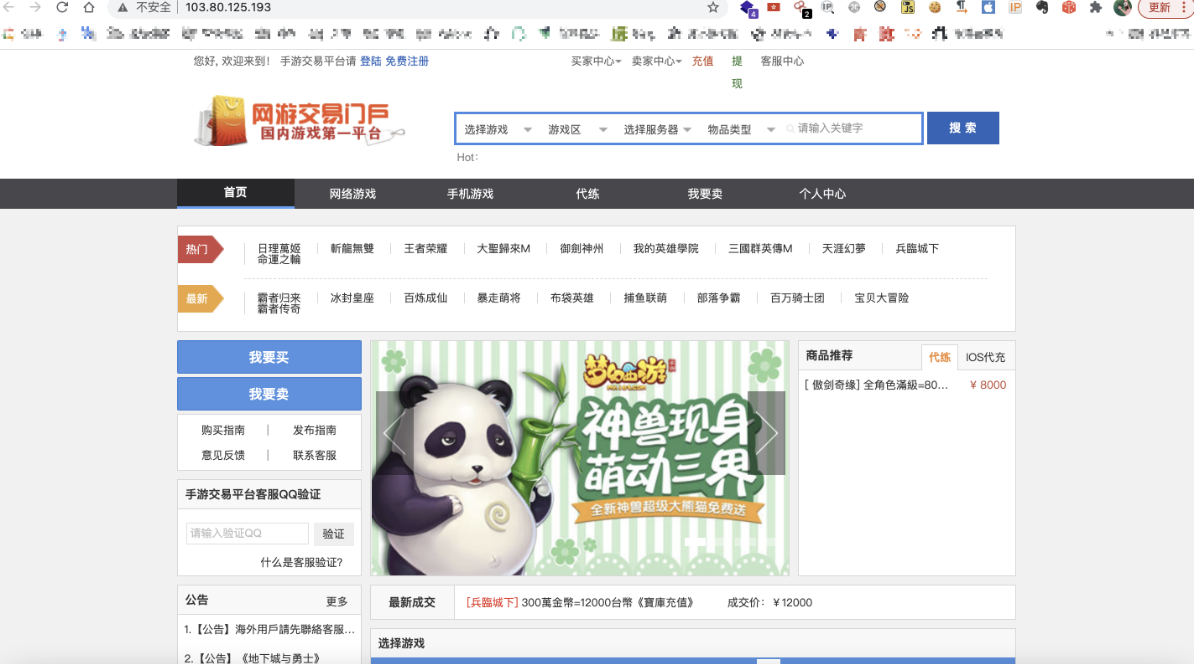 不安全 103.80.125.193 更新
您好, 欢迎来到！ 手游交易平台请 登陆 免费注册 买家中心 卖家中心 充值 提现 客服中心
网游交易门戶
国内游戏第一平台
选择游戏 游戏区 选择服务器 物品类型 请输入关键字 搜 索
Hot:
首页 网络游戏 手机游戏 代练 我要卖 个人中心
热门 日理萬姬 斬龍無雙 王者荣耀 大聖歸來M 御劍神州 我的英雄學院 三國群英傳M 天涯幻夢 兵臨城下
命運之輪
最新 霸者归来 冰封皇座 百炼成仙 暴走萌将 布袋英雄 捕鱼联萌 部落争霸 百万骑士团 宝贝大冒险
霸者传奇
我要买
我要卖
购买指南 | 发布指南
意见反馈 | 联系客服
手游交易平台客服QQ验证
请输入验证QQ 验证
什么是客服验证?
梦幻西游
神兽现身
萌动三界
全新神兽超级大熊猫免费送
商品推荐 代练 IOS代充
[ 傲剑奇缘] 全角色滿級=80... ¥ 8000
公告 更多
1.【公告】海外用戶請先聯絡客服...
2.【公告】《地下城与勇士》
最新成交 [兵臨城下] 300萬金幣=12000台幣《寶庫充值》 成交价： ¥12000
选择游戏